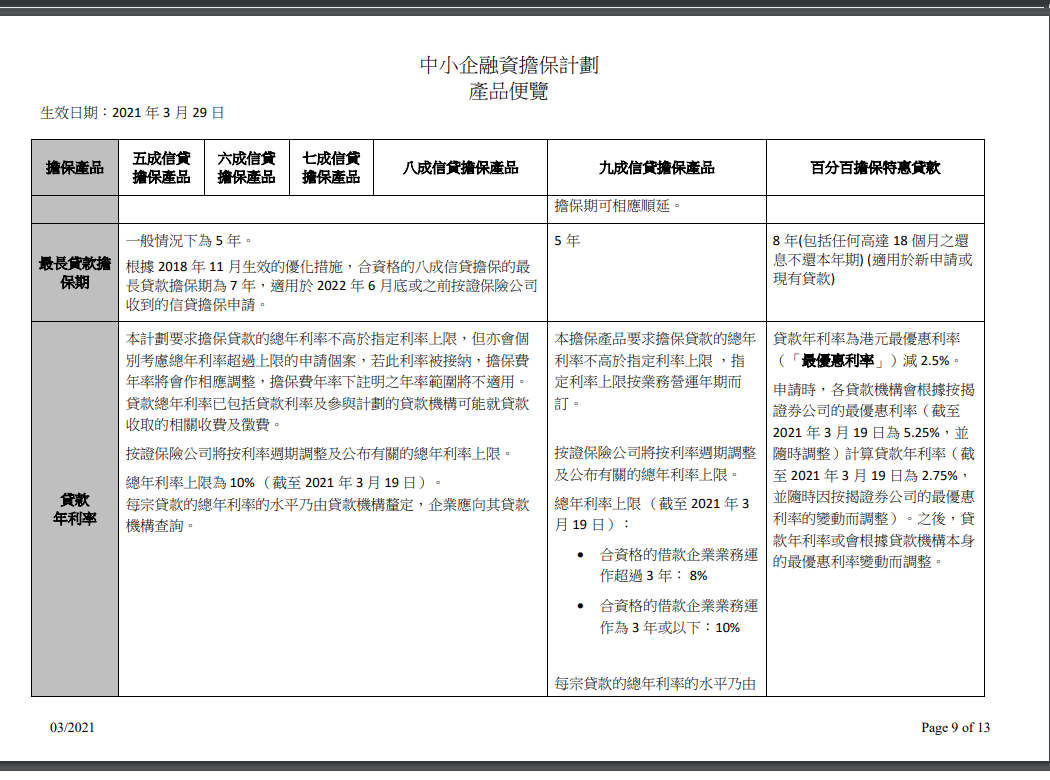 中小企融資擔保計劃
產品便覽
生效日期：2021 年 3 月 29 日
擔保產品
五成信貸
擔保產品
六成信貸
擔保產品
七成信貸
擔保產品
八成信貸擔保產品
九成信貸擔保產品
百分百擔保特惠貸款
擔保期可相應順延。
最長貸款擔
保期
一般情況下為 5 年。
根據 2018 年 11 月生效的優化措施，合資格的八成信貸擔保的最
長貸款擔保期為 7 年，適用於 2022 年 6 月底或之前按證保險公司
收到的信貸擔保申請。
5 年
8 年(包括任何高達 18 個月之還
息不還本年期) (適用於新申請或
現有貸款)
貸款
年利率
本計劃要求擔保貸款的總年利率不高於指定利率上限，但亦會個
別考慮總年利率超過上限的申請個案，若此利率被接納，擔保費
年率將會作相應調整，擔保費年率下註明之年率範圍將不適用。
貸款總年利率已包括貸款利率及參與計劃的貸款機構可能就貸款
收取的相關收費及徵費。
按證保險公司將按利率週期調整及公布有關的總年利率上限。
總年利率上限為 10% （截至 2021 年 3 月 19 日）。
每宗貸款的總年利率的水平乃由貸款機構釐定，企業應向其貸款
機構查詢。
本擔保產品要求擔保貸款的總年
利率不高於指定利率上限 ，指
定利率上限按業務營運年期而
訂。
按證保險公司將按利率週期調整
及公布有關的總年利率上限。
總年利率上限 （截至 2021 年 3
月 19 日）：
• 合資格的借款企業業務運
作超過 3 年： 8%
• 合資格的借款企業業務運
作為 3 年或以下：10%
每宗貸款的總年利率的水平乃由
貸款年利率為港元最優惠利率
（「最優惠利率」）減 2.5%。
申請時，各貸款機構會根據按揭
證券公司的最優惠利率（截至
2021 年 3 月 19 日為 5.25%，並
隨時調整）計算貸款年利率（截
至 2021 年 3 月 19 日為 2.75%，
並隨時因按揭證券公司的最優惠
利率的變動而調整）。之後，貸
款年利率或會根據貸款機構本身
的最優惠利率變動而調整。
03/2021
Page 9 of 13